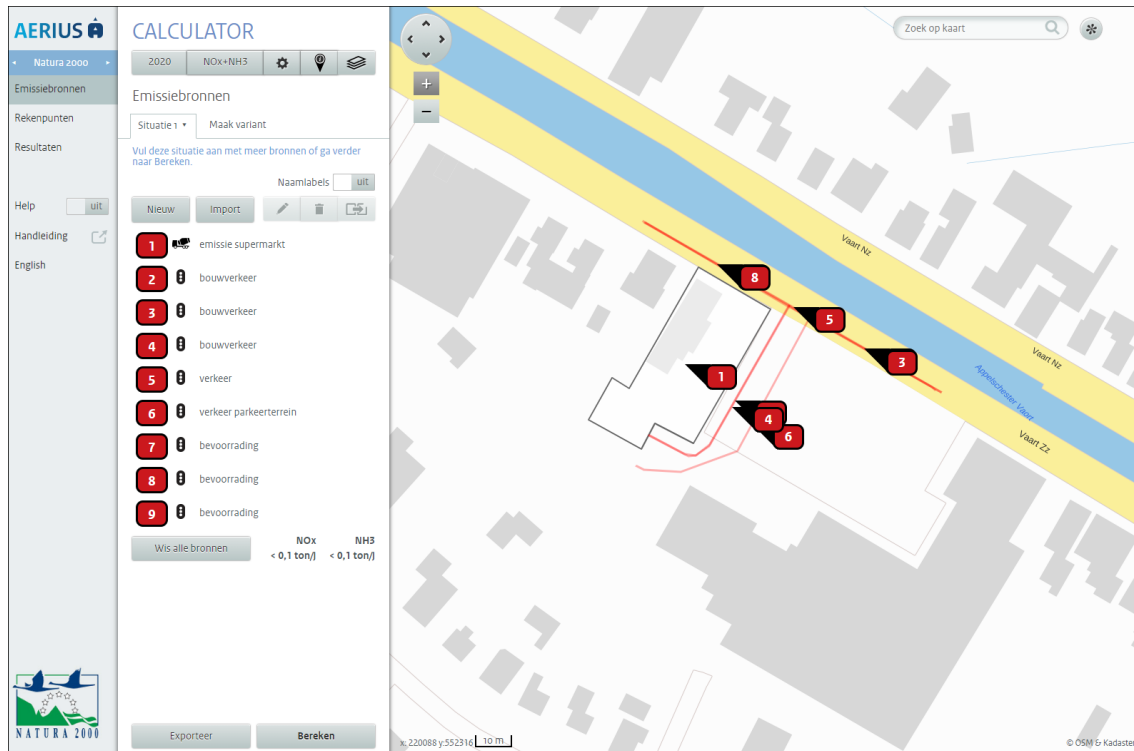 AERIUS
Natura 2000
Emissiebronnen
Rekenpunten
Resultaten
Help
uit
Handleiding
English
NATURA 2000
CALCULATOR
2020
NOx+NH3
Emissiebronnen
Situatie 1
Maak variant
Vul deze situatie aan met meer bronnen of ga verder
naar Bereken.
Naamlabels
uit
Nieuw
Import
1 emissie supermarkt
2 bouwverkeer
3 bouwverkeer
4 bouwverkeer
5 verkeer
6 verkeer parkeerterrein
7 bevoorrading
8 bevoorrading
9 bevoorrading
Wis alle bronnen
NOx NH3
< 0,1 ton/j < 0,1 ton/j
Exporteer
Bereken
Zoek op kaart
Vaart Nz
8
5
3
Vaart Nz
1
Appelschester Vaart
4
6
Vaart Zz
x: 220088 y:552316
10 m
© OSM & Kadaster